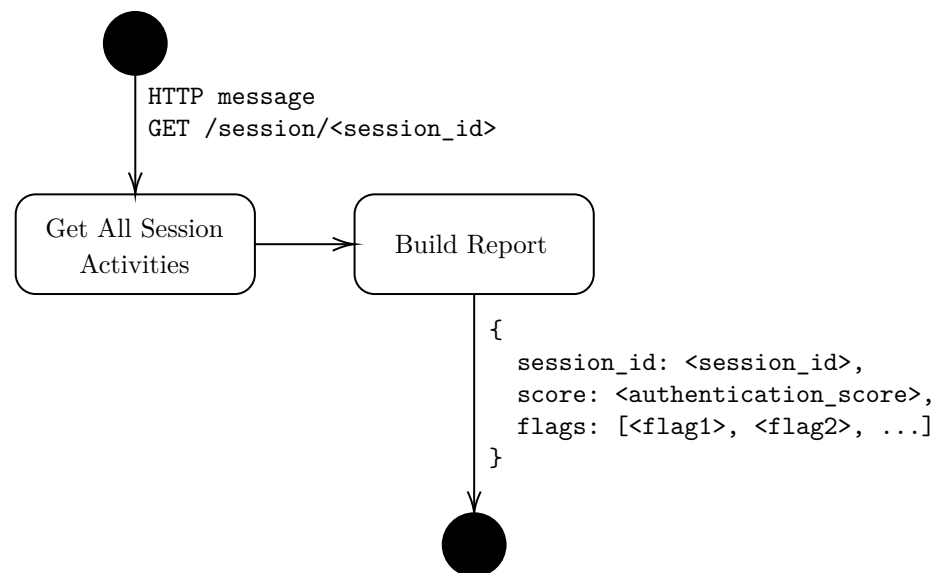 HTTP message
GET /session/<session_id>
Get All Session
Activities
Build Report
{
  session_id: <session_id>,
  score: <authentication_score>,
  flags: [<flag1>, <flag2>, ...]
}